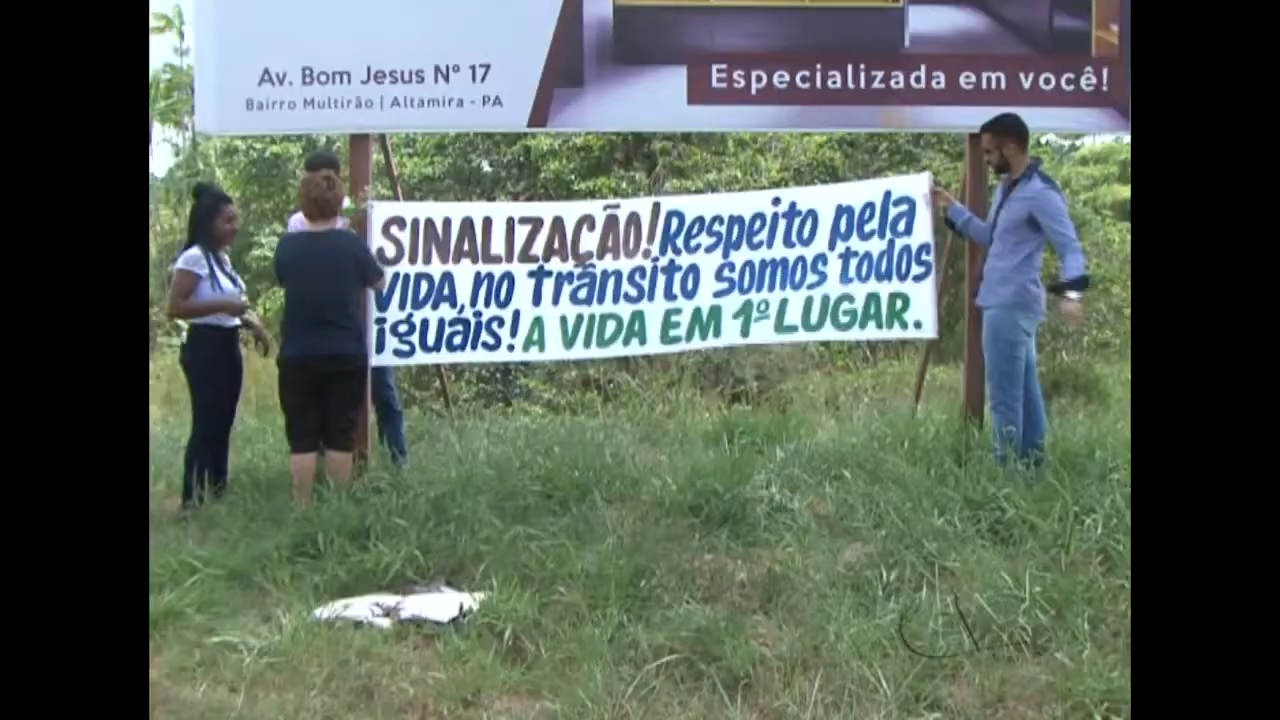 Av. Bom Jesus Nº 17
Bairro Multirão | Altamira - PA
Especializada em você!
SINALIZAÇÃO! Respeito pela
VIDA, no trânsito somos todos
iguais! A VIDA EM 1º LUGAR.